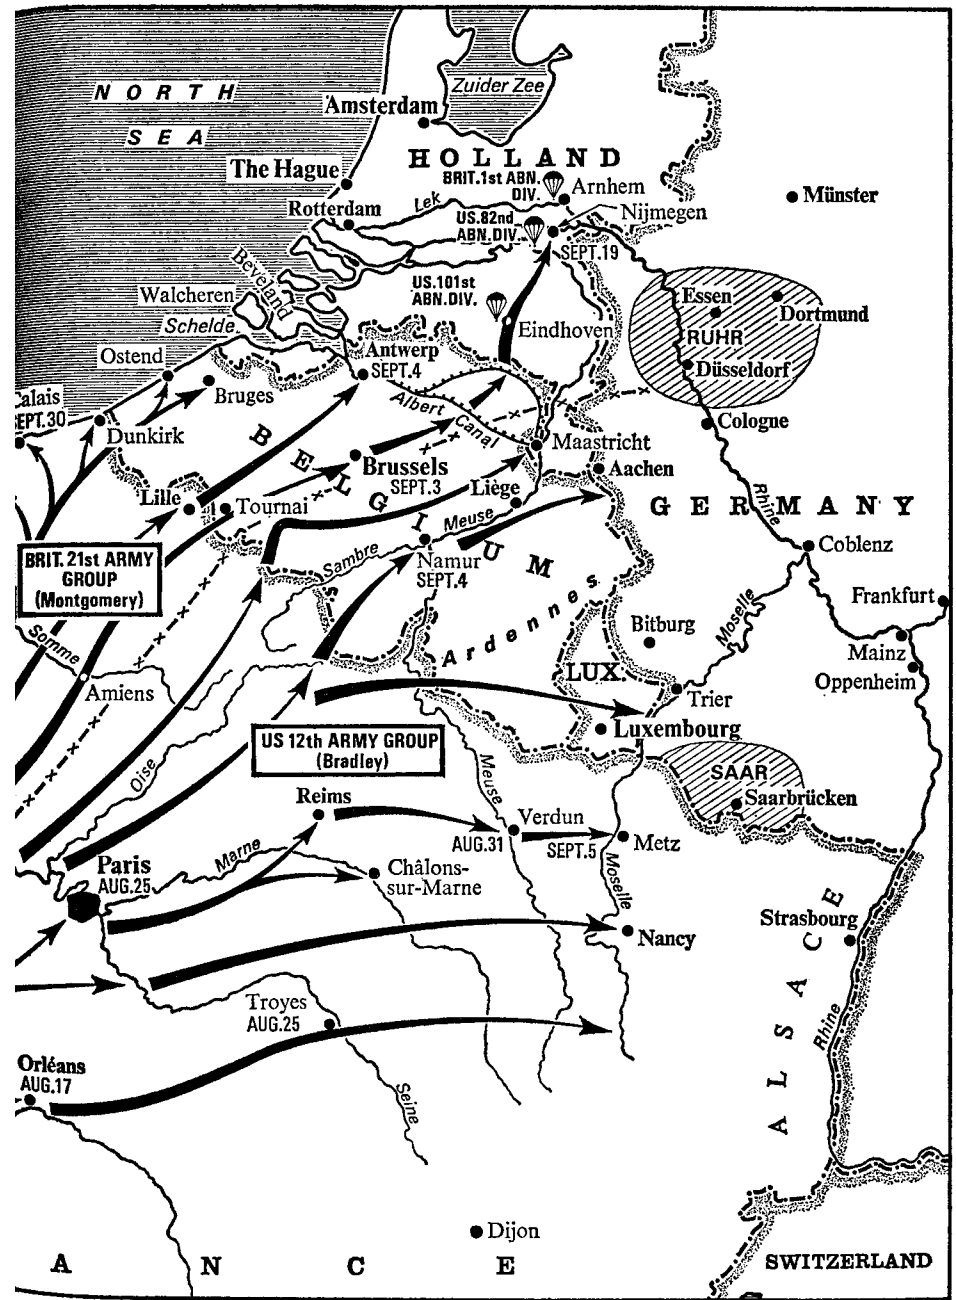 NORTH
SEA
Zuider Zee
Amsterdam
HOLLAND
The Hague
BRIT.1st ABN.
DIV.
Arnhem
Münster
Rotterdam
Lek
US.82nd
ABN.DIV.
Nijmegen
SEPT.19
Beveland
US.101st
ABN.DIV.
Walcheren
Essen
Dortmund
Schelde
Eindhoven
RUHR
Ostend
Antwerp
SEPT.4
Düsseldorf
Calais
SEPT.30
Bruges
Albert Canal
Cologne
Dunkirk
BELGIUM
Maastricht
Brussels
SEPT.3
Aachen
Lille
Tournai
Liège
GERMANY
Rhine
Meuse
BRIT. 21st ARMY
GROUP
(Montgomery)
Sambre
Namur
SEPT.4
Coblenz
Ardennes
Moselle
Frankfurt
Somme
Bitburg
Mainz
Amiens
LUX.
Trier
Oppenheim
US 12th ARMY GROUP
(Bradley)
Luxembourg
Oise
Meuse
SAAR
Reims
Saarbrücken
Verdun
AUG.31
SEPT.5
Metz
Marne
Paris
AUG.25
Châlons-
sur-Marne
Moselle
Nancy
Strasbourg
ALSACE
Troyes
AUG.25
Rhine
Orléans
AUG.17
Seine
Dijon
ANCE
SWITZERLAND